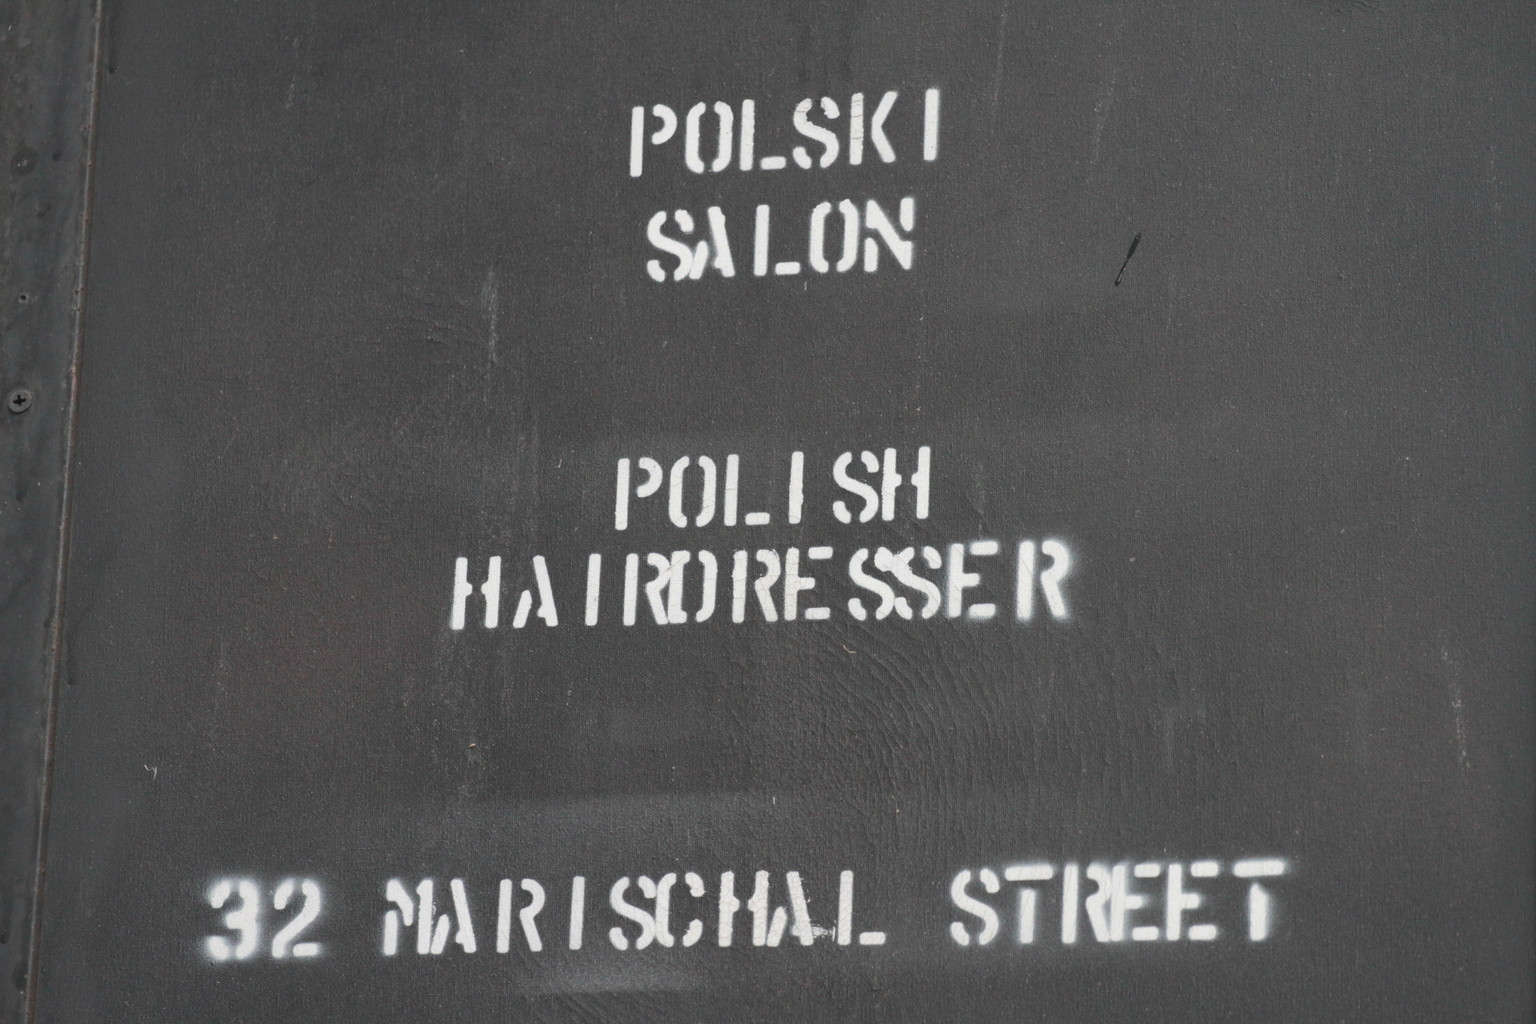 POLSKI
SALON
POLISH
HAIRDRESSER
32 MARISCHAL STREET